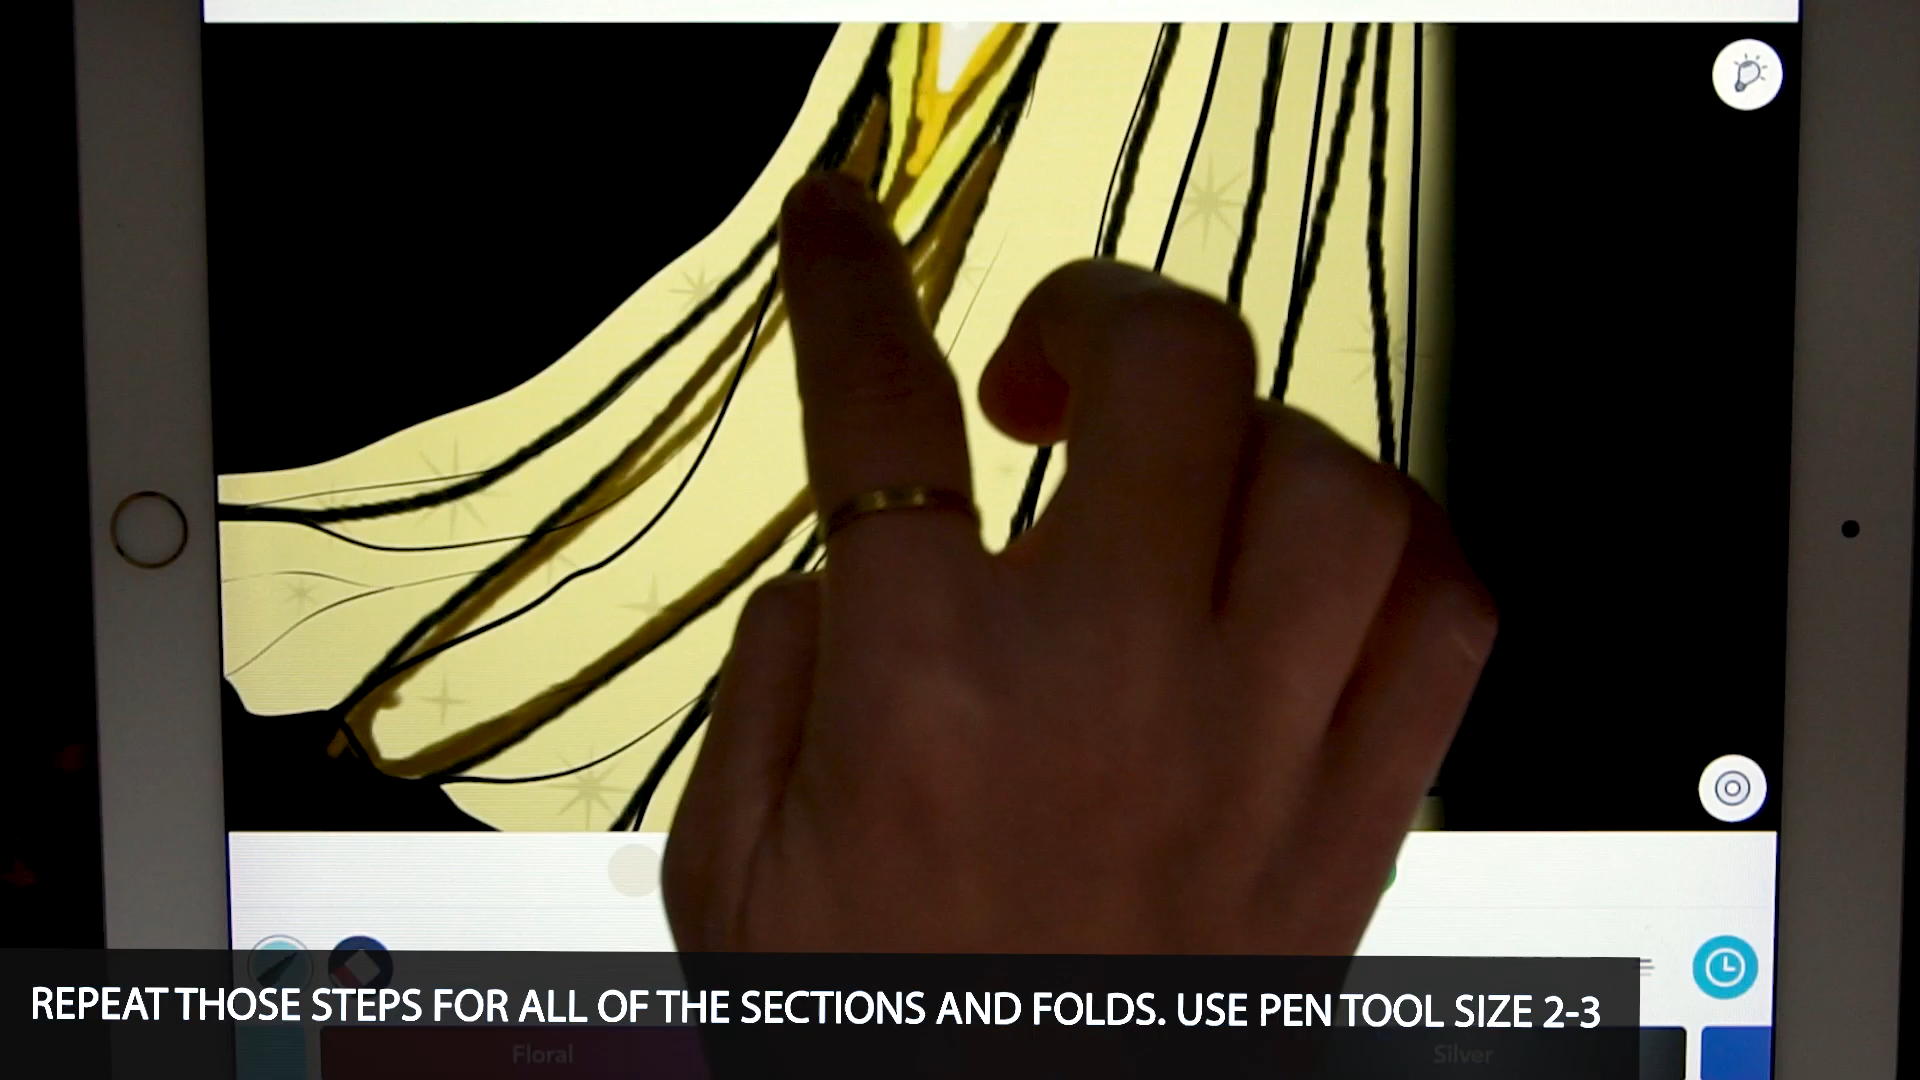 REPEAT THOSE STEPS FOR ALL OF THE SECTIONS AND FOLDS. USE PEN TOOL SIZE 2-3
Floral Silver